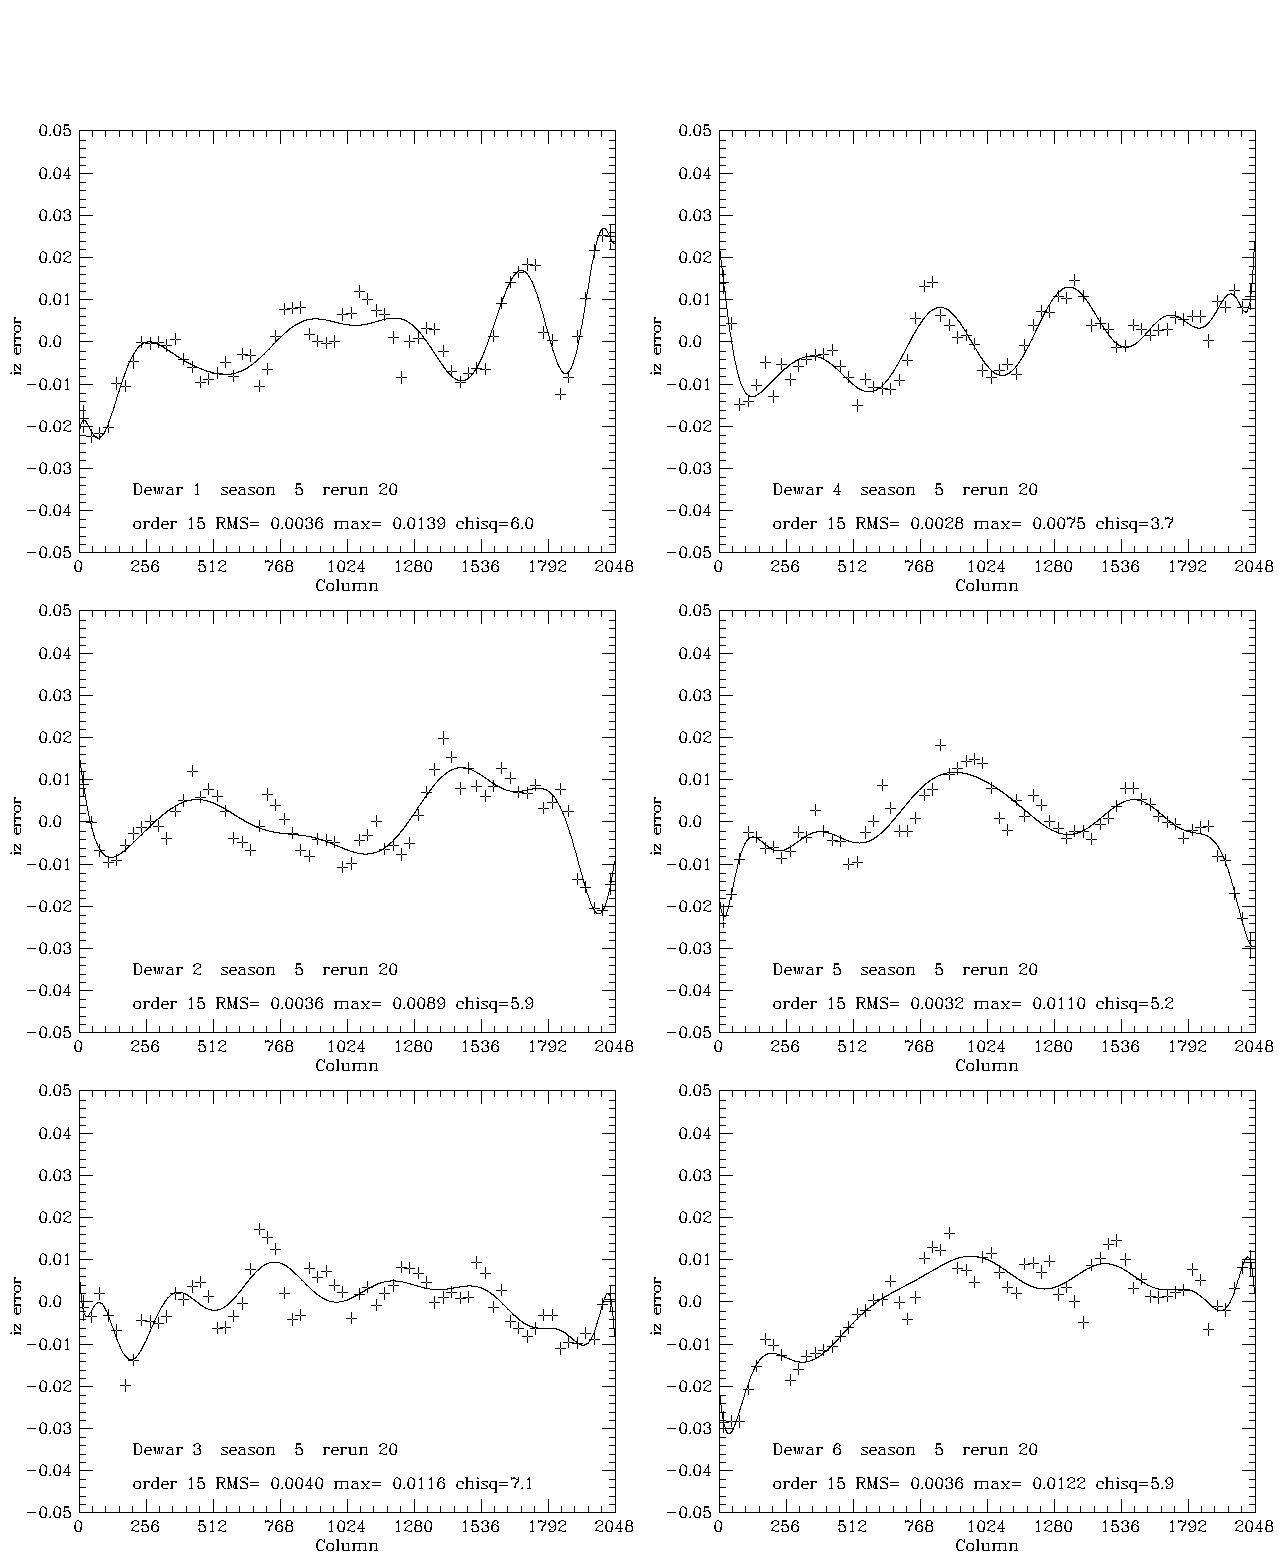 0.05
0.04
0.03
0.02
0.01
0.0
-0.01
-0.02
-0.03
-0.04
-0.05
iz error
Dewar 1 season 5 rerun 20
order 15 RMS= 0.0036 max= 0.0139 chisq=6.0
0 256 512 768 1024 1280 1536 1792 2048
Column
0.05
0.04
0.03
0.02
0.01
0.0
-0.01
-0.02
-0.03
-0.04
-0.05
iz error
Dewar 4 season 5 rerun 20
order 15 RMS= 0.0028 max= 0.0075 chisq=3.7
0 256 512 768 1024 1280 1536 1792 2048
Column
0.05
0.04
0.03
0.02
0.01
0.0
-0.01
-0.02
-0.03
-0.04
-0.05
iz error
Dewar 2 season 5 rerun 20
order 15 RMS= 0.0036 max= 0.0089 chisq=5.9
0 256 512 768 1024 1280 1536 1792 2048
Column
0.05
0.04
0.03
0.02
0.01
0.0
-0.01
-0.02
-0.03
-0.04
-0.05
iz error
Dewar 5 season 5 rerun 20
order 15 RMS= 0.0032 max= 0.0110 chisq=5.2
0 256 512 768 1024 1280 1536 1792 2048
Column
0.05
0.04
0.03
0.02
0.01
0.0
-0.01
-0.02
-0.03
-0.04
-0.05
iz error
Dewar 3 season 5 rerun 20
order 15 RMS= 0.0040 max= 0.0116 chisq=7.1
0 256 512 768 1024 1280 1536 1792 2048
Column
0.05
0.04
0.03
0.02
0.01
0.0
-0.01
-0.02
-0.03
-0.04
-0.05
iz error
Dewar 6 season 5 rerun 20
order 15 RMS= 0.0036 max= 0.0122 chisq=5.9
0 256 512 768 1024 1280 1536 1792 2048
Column